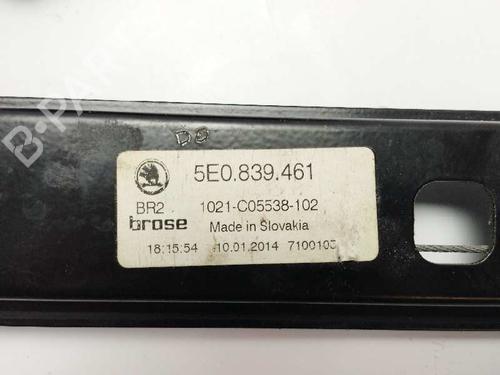 B-PARTS
D9
5E0.839.461
BR2 1021-C05538-102
brose Made in Slovakia
18:15:54 10.01.2014